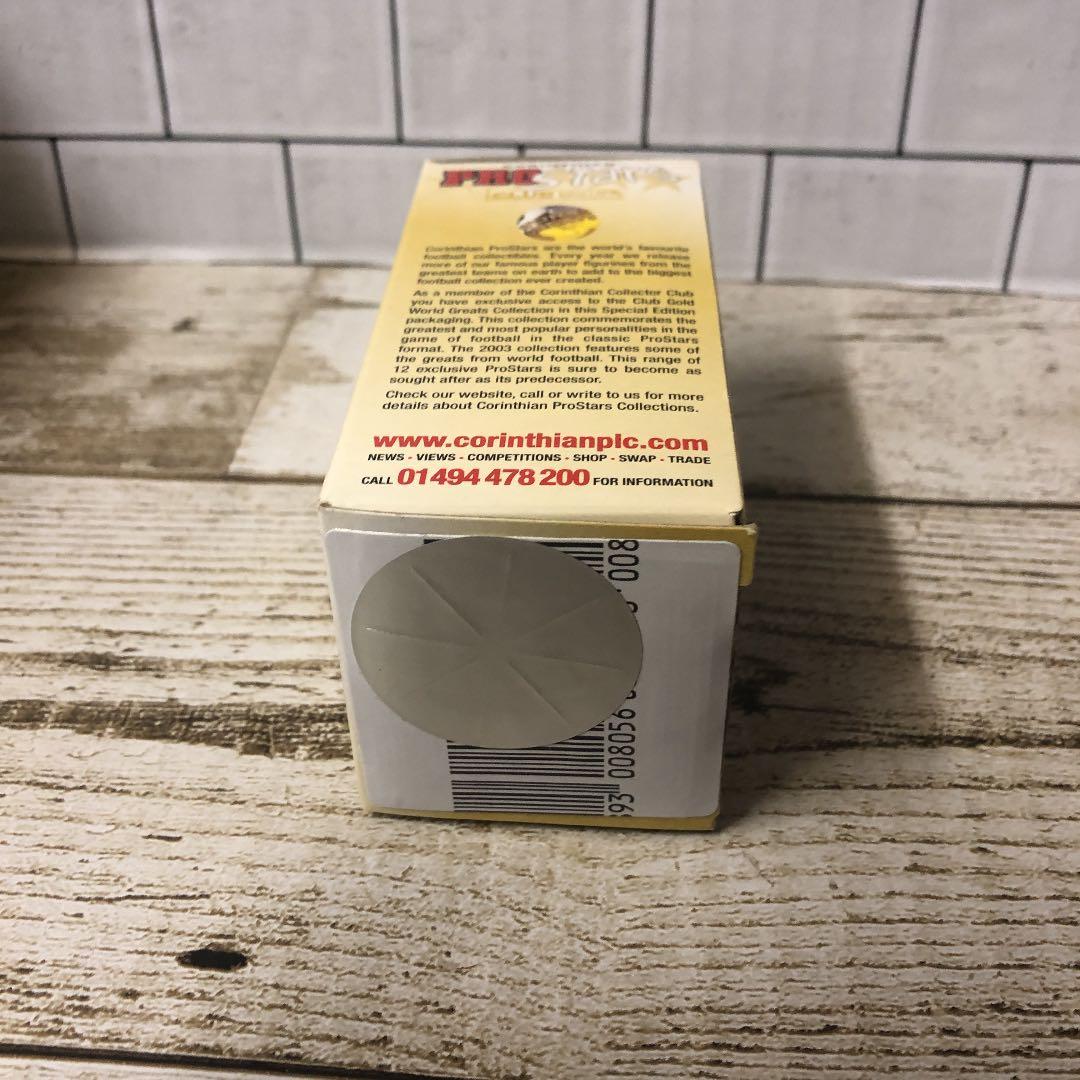 PROSTARS
CLUB GOLD
Corinthian ProStars are the world's favourite
football collectibles. Every year we release
more of our famous player figurines from the
greatest teams on earth to add to the biggest
football collection ever created.
As a member of the Corinthian Collector Club
you have exclusive access to the Club Gold
World Greats Collection in this Special Edition
packaging. This collection commemorates the
greatest and most popular personalities in the
game of football in the classic ProStars
format. The 2003 collection features some of
the greats from world football. This range of
12 exclusive ProStars is sure to become as
sought after as its predecessor.
Check our website, call or write to us for more
details about Corinthian ProStars Collections.
www.corinthianplc.com
NEWS - VIEWS - COMPETITIONS - SHOP - SWAP - TRADE
CALL 01494 478 200 FOR INFORMATION
93 008056 008